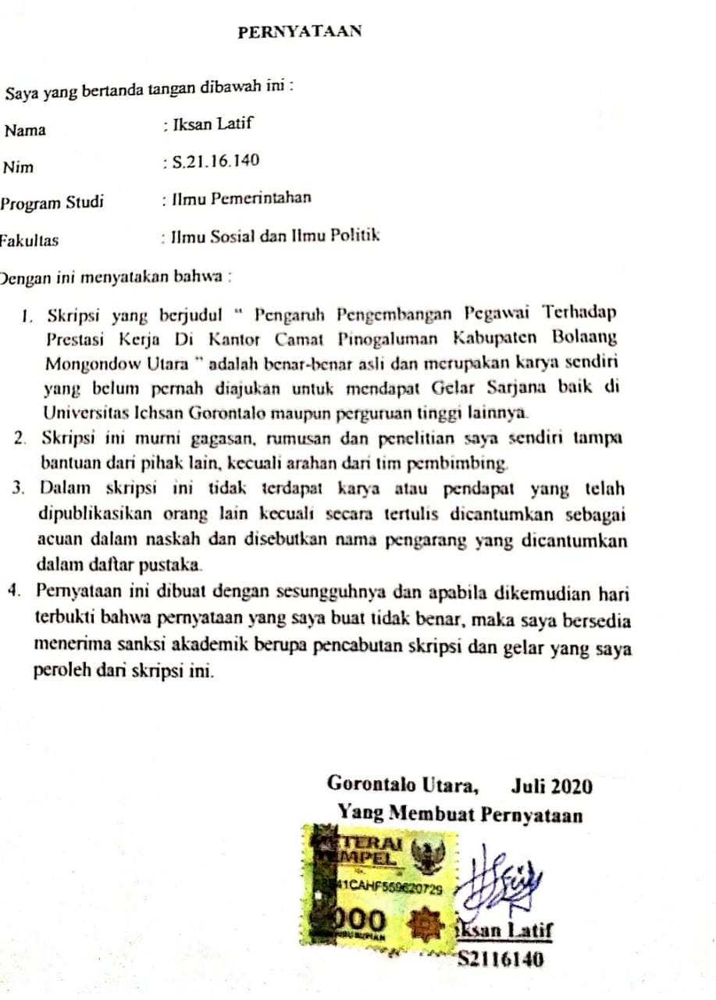 PERNYATAAN
Saya yang bertanda tangan dibawah ini :
Nama : Iksan Latif
Nim : S.21.16.140
Program Studi : Ilmu Pemerintahan
Fakultas : Ilmu Sosial dan Ilmu Politik
Dengan ini menyatakan bahwa :
1. Skripsi yang berjudul “ Pengaruh Pengembangan Pegawai Terhadap
Prestasi Kerja Di Kantor Camat Pinogaluman Kabupaten Bolaang
Mongondow Utara ” adalah benar-benar asli dan merupakan karya sendiri
yang belum pernah diajukan untuk mendapat Gelar Sarjana baik di
Universitas Ichsan Gorontalo maupun perguruan tinggi lainnya.
2. Skripsi ini murni gagasan, rumusan dan penelitian saya sendiri tampa
bantuan dari pihak lain, kecuali arahan dari tim pembimbing.
3. Dalam skripsi ini tidak terdapat karya atau pendapat yang telah
dipublikasikan orang lain kecuali secara tertulis dicantumkan sebagai
acuan dalam naskah dan disebutkan nama pengarang yang dicantumkan
dalam daftar pustaka.
4. Pernyataan ini dibuat dengan sesungguhnya dan apabila dikemudian hari
terbukti bahwa pernyataan yang saya buat tidak benar, maka saya bersedia
menerima sanksi akademik berupa pencabutan skripsi dan gelar yang saya
peroleh dari skripsi ini.
Gorontalo Utara, Juli 2020
Yang Membuat Pernyataan
METERAI
TEMPEL
41CAHF559620729
000
Iksan Latif
S2116140